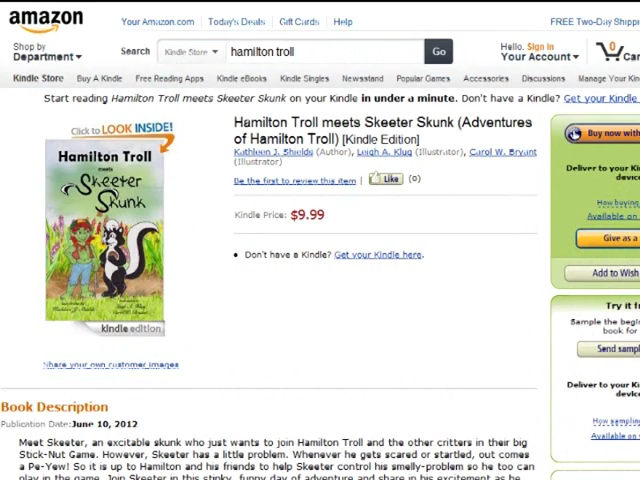 amazon
Your Amazon.com | Today's Deals | Gift Cards | Help
FREE Two-Day Shippi
Shop by
Department
Search
Kindle Store
hamilton troll
Go
Hello. Sign in
Your Account
0
Car
Kindle Store
Buy A Kindle
Free Reading Apps
Kindle eBooks
Kindle Singles
Newsstand
Popular Games
Accessories
Discussions
Manage Your Kin
Start reading Hamilton Troll meets Skeeter Skunk on your Kindle in under a minute. Don't have a Kindle? Get your Kindle
Click to LOOK INSIDE!
Hamilton Troll
meets
Skeeter
Skunk
kindle edition
Share your own customer images
Hamilton Troll meets Skeeter Skunk (Adventures
of Hamilton Troll) [Kindle Edition]
Kathleen J. Shields (Author), Leigh A. Klug (Illustrator), Carol W. Bryant
(Illustrator)
Be the first to review this item | Like (0)
Kindle Price: $9.99
Don't have a Kindle? Get your Kindle here.
Buy now with
Deliver to your Ki
device
How buying
Available on
Give as a
Add to Wish
Try it fr
Sample the begin
book for
Send sampl
Deliver to your Ki
device
How sampling
Available on
Book Description
Publication Date: June 10, 2012
Meet Skeeter, an excitable skunk who just wants to join Hamilton Troll and the other critters in their big
Stick-Nut Game. However, Skeeter has a little problem. Whenever he gets scared or startled, out comes
a Pe-Yew! So it is up to Hamilton and his friends to help Skeeter control his smelly-problem so he too can
play in the game. Join Skeeter in this stinky, funny day of adventure and share in his excitement as he